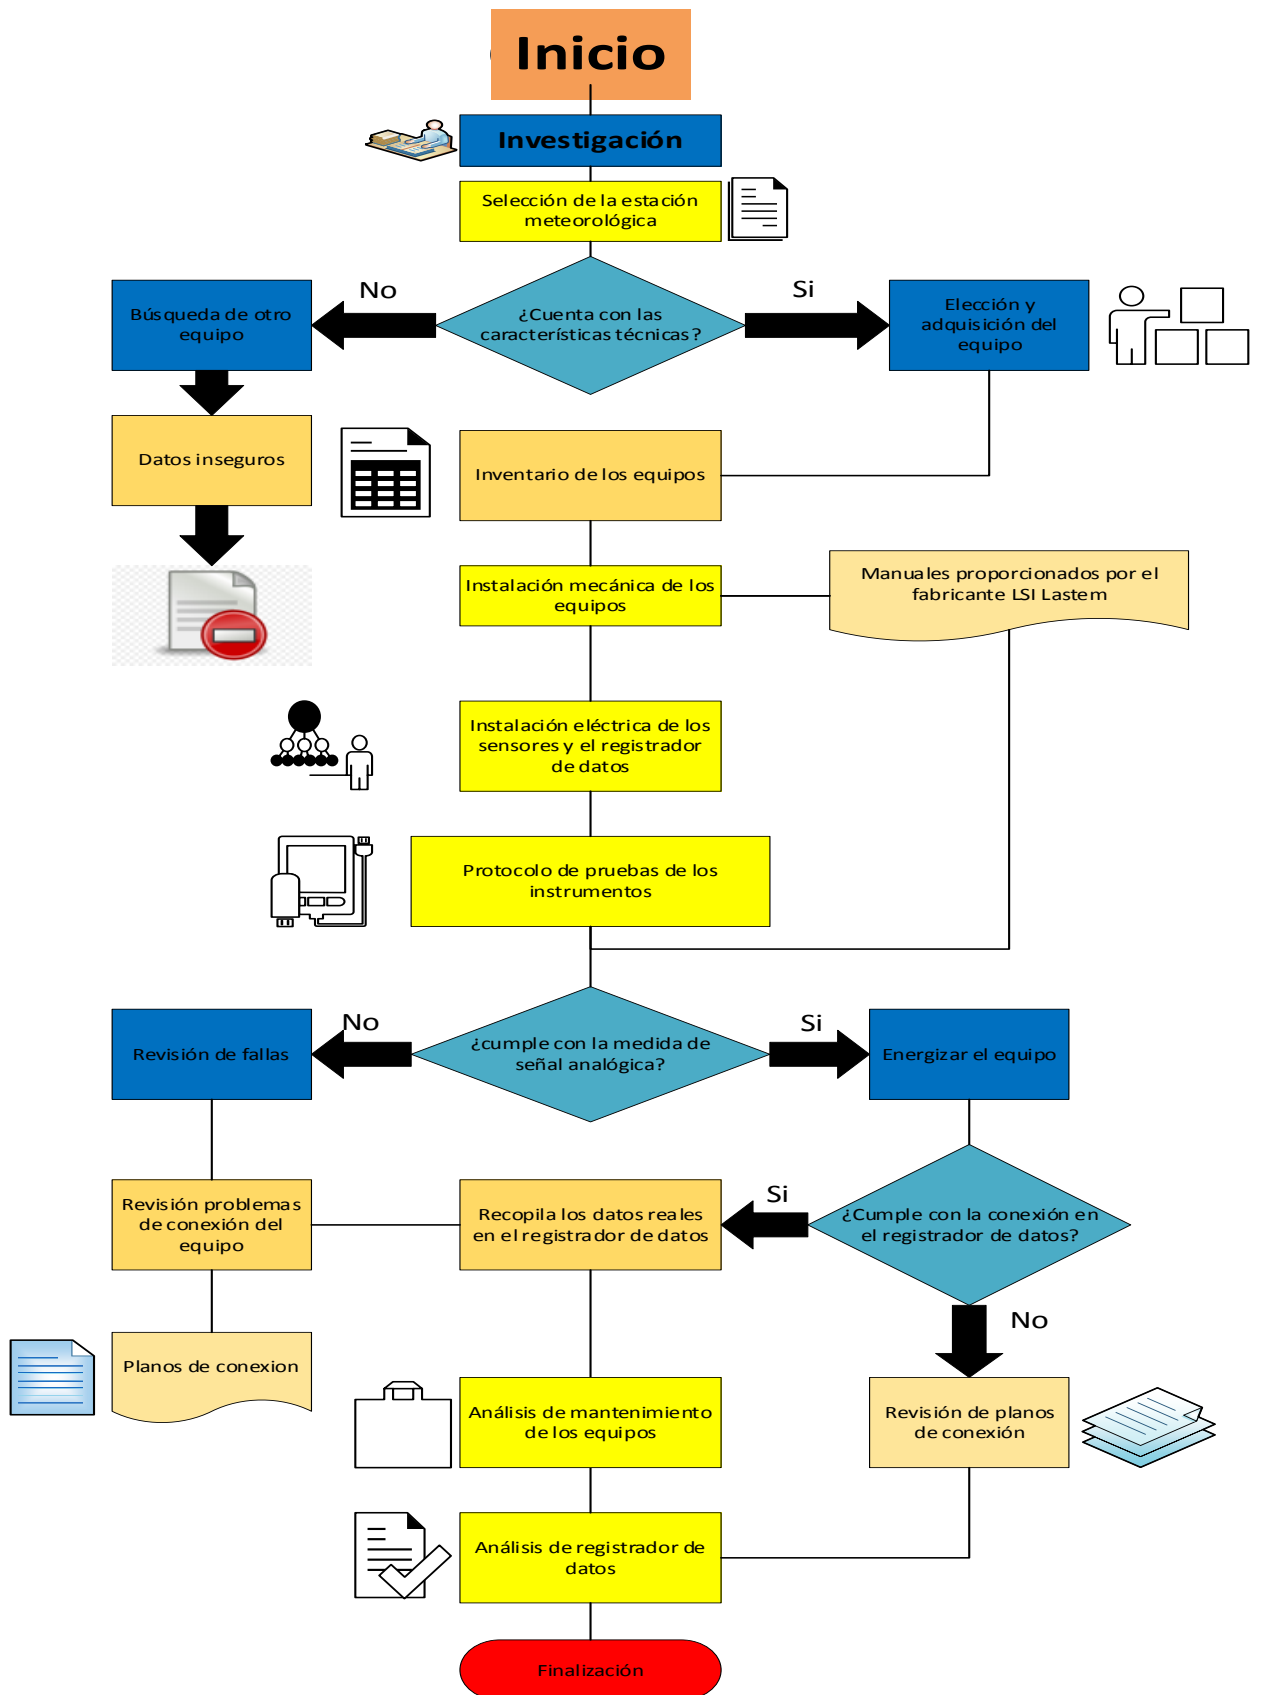 Inicio
Investigación
Selección de la estación
meteorológica
No
Si
Búsqueda de otro
equipo
¿Cuenta con las
características técnicas?
Elección y
adquisición del
equipo
Datos inseguros
Inventario de los equipos
Instalación mecánica de los
equipos
Manuales proporcionados por el
fabricante LSI Lastem
Instalación eléctrica de los
sensores y el registrador
de datos
Protocolo de pruebas de los
instrumentos
No
Si
Revisión de fallas
¿cumple con la medida de
señal analógica?
Energizar el equipo
Si
Revisión problemas
de conexión del
equipo
Recopila los datos reales
en el registrador de datos
¿Cumple con la conexión en
el registrador de datos?
No
Planos de conexion
Análisis de mantenimiento
de los equipos
Revisión de planos
de conexión
Análisis de registrador de
datos
Finalización